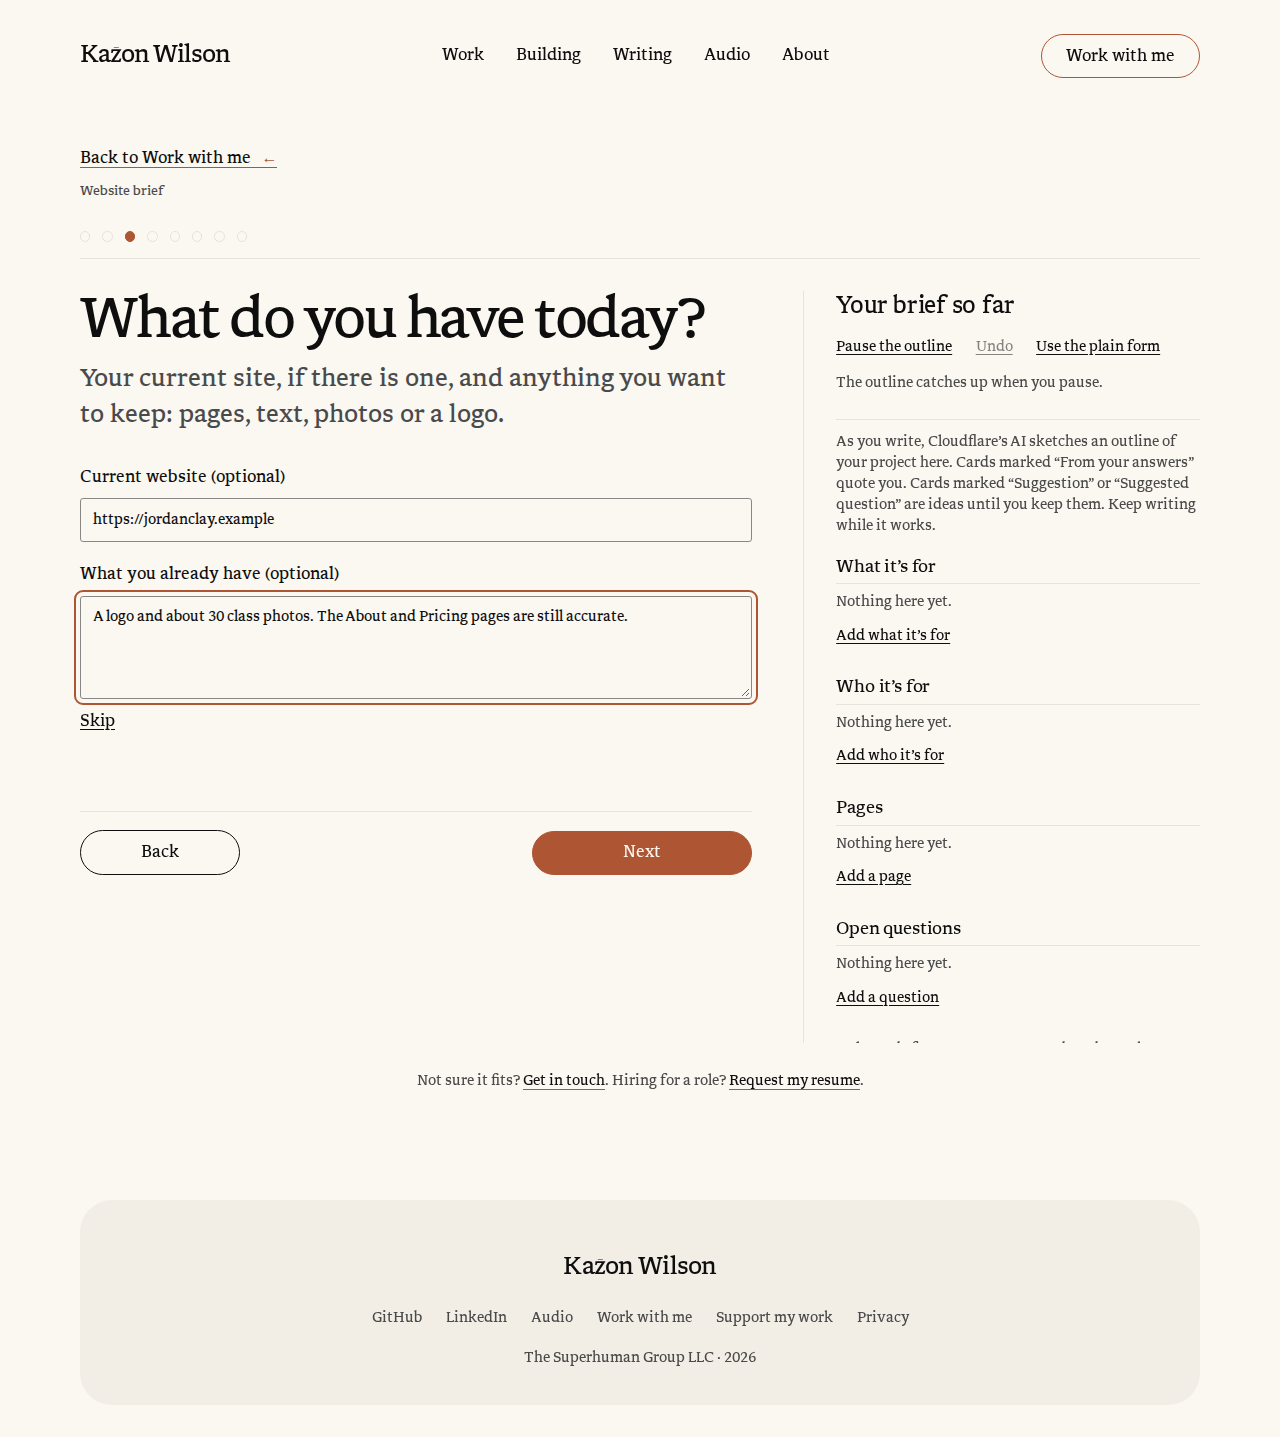 Kažon Wilson
Work Building Writing Audio About
Work with me
Back to Work with me ←
Website brief
What do you have today?
Your current site, if there is one, and anything you want
to keep: pages, text, photos or a logo.
Current website (optional)
https://jordanclay.example
What you already have (optional)
A logo and about 30 class photos. The About and Pricing pages are still accurate.
Skip
Back
Next
Your brief so far
Pause the outline Undo Use the plain form
The outline catches up when you pause.
As you write, Cloudflare’s AI sketches an outline of
your project here. Cards marked “From your answers”
quote you. Cards marked “Suggestion” or “Suggested
question” are ideas until you keep them. Keep writing
while it works.
What it’s for
Nothing here yet.
Add what it’s for
Who it’s for
Nothing here yet.
Add who it’s for
Pages
Nothing here yet.
Add a page
Open questions
Nothing here yet.
Add a question
Not sure it fits? Get in touch. Hiring for a role? Request my resume.
Kažon Wilson
GitHub LinkedIn Audio Work with me Support my work Privacy
The Superhuman Group LLC · 2026